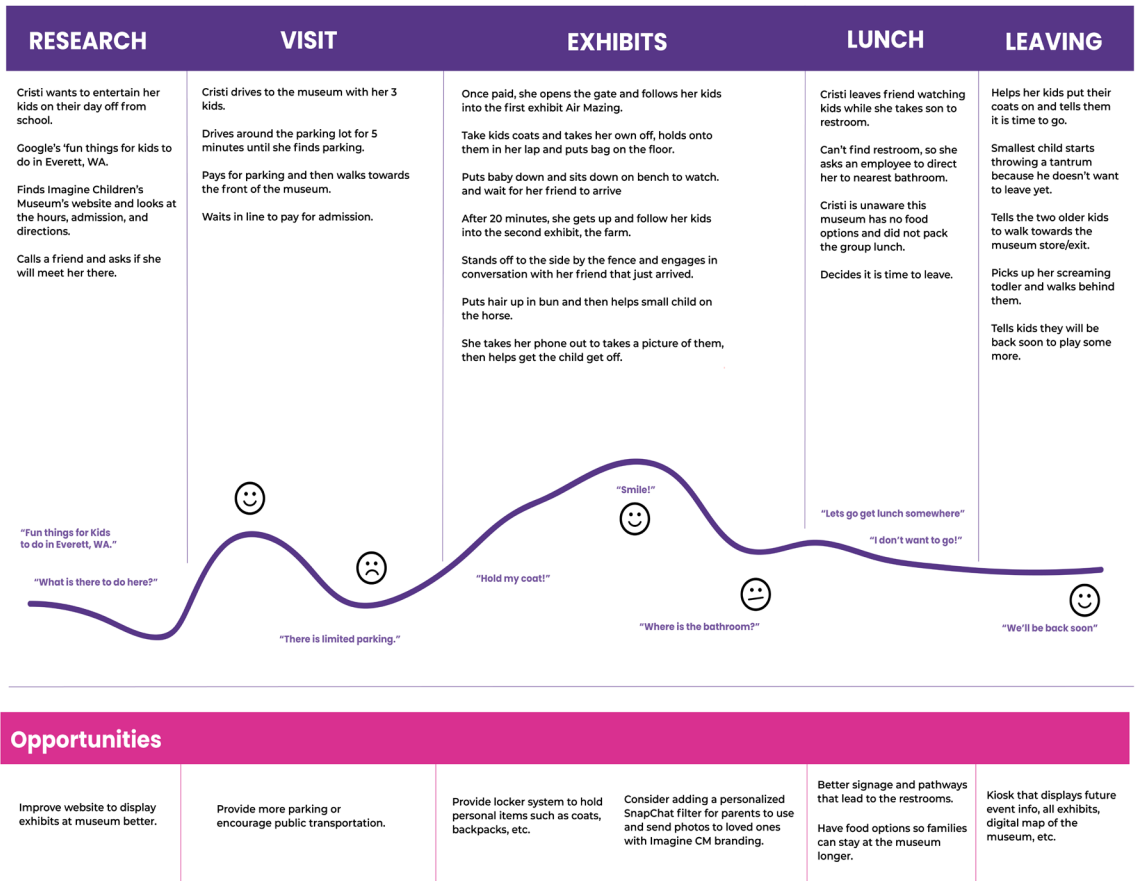 RESEARCH
VISIT
EXHIBITS
LUNCH
LEAVING
Cristi wants to entertain her
kids on their day off from
school.
Google's ‘fun things for kids to
do in Everett, WA.
Finds Imagine Children's
Museum's website and looks at
the hours, admission, and
directions.
Calls a friend and asks if she
will meet her there.
Cristi drives to the museum with her 3
kids.
Drives around the parking lot for 5
minutes until she finds parking.
Pays for parking and then walks towards
the front of the museum.
Waits in line to pay for admission.
Once paid, she opens the gate and follows her kids
into the first exhibit Air Mazing.
Take kids coats and takes her own off, holds onto
them in her lap and puts bag on the floor.
Puts baby down and sits down on bench to watch.
and wait for her friend to arrive
After 20 minutes, she gets up and follow her kids
into the second exhibit, the farm.
Stands off to the side by the fence and engages in
conversation with her friend that just arrived.
Puts hair up in bun and then helps small child on
the horse.
She takes her phone out to takes a picture of them,
then helps get the child get off.
Cristi leaves friend watching
kids while she takes son to
restroom.
Can't find restroom, so she
asks an employee to direct
her to nearest bathroom.
Cristi is unaware this
museum has no food
options and did not pack
the group lunch.
Decides it is time to leave.
Helps her kids put their
coats on and tells them
it is time to go.
Smallest child starts
throwing a tantrum
because he doesn't want
to leave yet.
Tells the two older kids
to walk towards the
museum store/exit.
Picks up her screaming
todler and walks behind
them.
Tells kids they will be
back soon to play some
more.
“Fun things for Kids
to do in Everett, WA.”
“What is there to do here?”
“There is limited parking.”
“Hold my coat!”
“Smile!”
“Where is the bathroom?”
“Lets go get lunch somewhere”
“I don't want to go!”
“We'll be back soon”
Opportunities
Improve website to display
exhibits at museum better.
Provide more parking or
encourage public transportation.
Provide locker system to hold
personal items such as coats,
backpacks, etc.
Consider adding a personalized
SnapChat filter for parents to use
and send photos to loved ones
with Imagine CM branding.
Better signage and pathways
that lead to the restrooms.
Have food options so families
can stay at the museum
longer.
Kiosk that displays future
event info, all exhibits,
digital map of the
museum, etc.